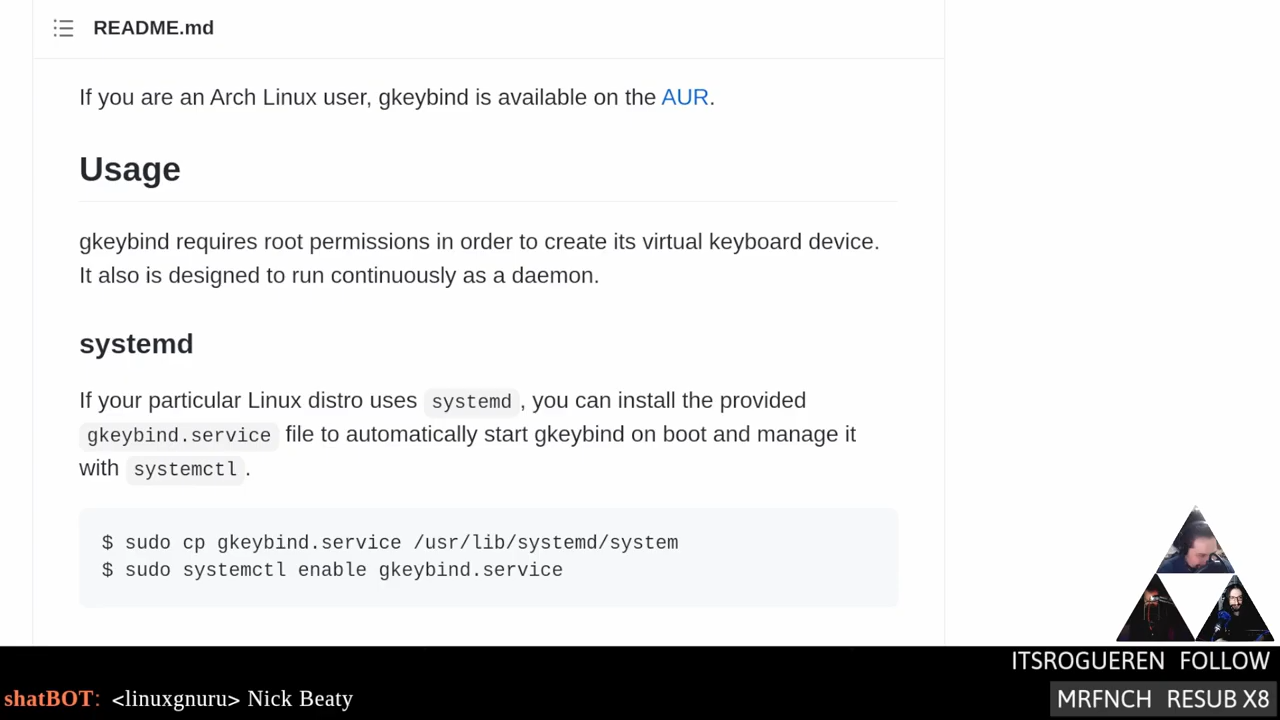 README.md
If you are an Arch Linux user, gkeybind is available on the AUR.
Usage
gkeybind requires root permissions in order to create its virtual keyboard device.
It also is designed to run continuously as a daemon.
systemd
If your particular Linux distro uses systemd, you can install the provided
gkeybind.service file to automatically start gkeybind on boot and manage it
with systemctl.
$ sudo cp gkeybind.service /usr/lib/systemd/system
$ sudo systemctl enable gkeybind.service
ITSROGUEREN FOLLOW
shatBOT: <linuxgnuru> Nick Beaty
MRFNCH RESUB X8